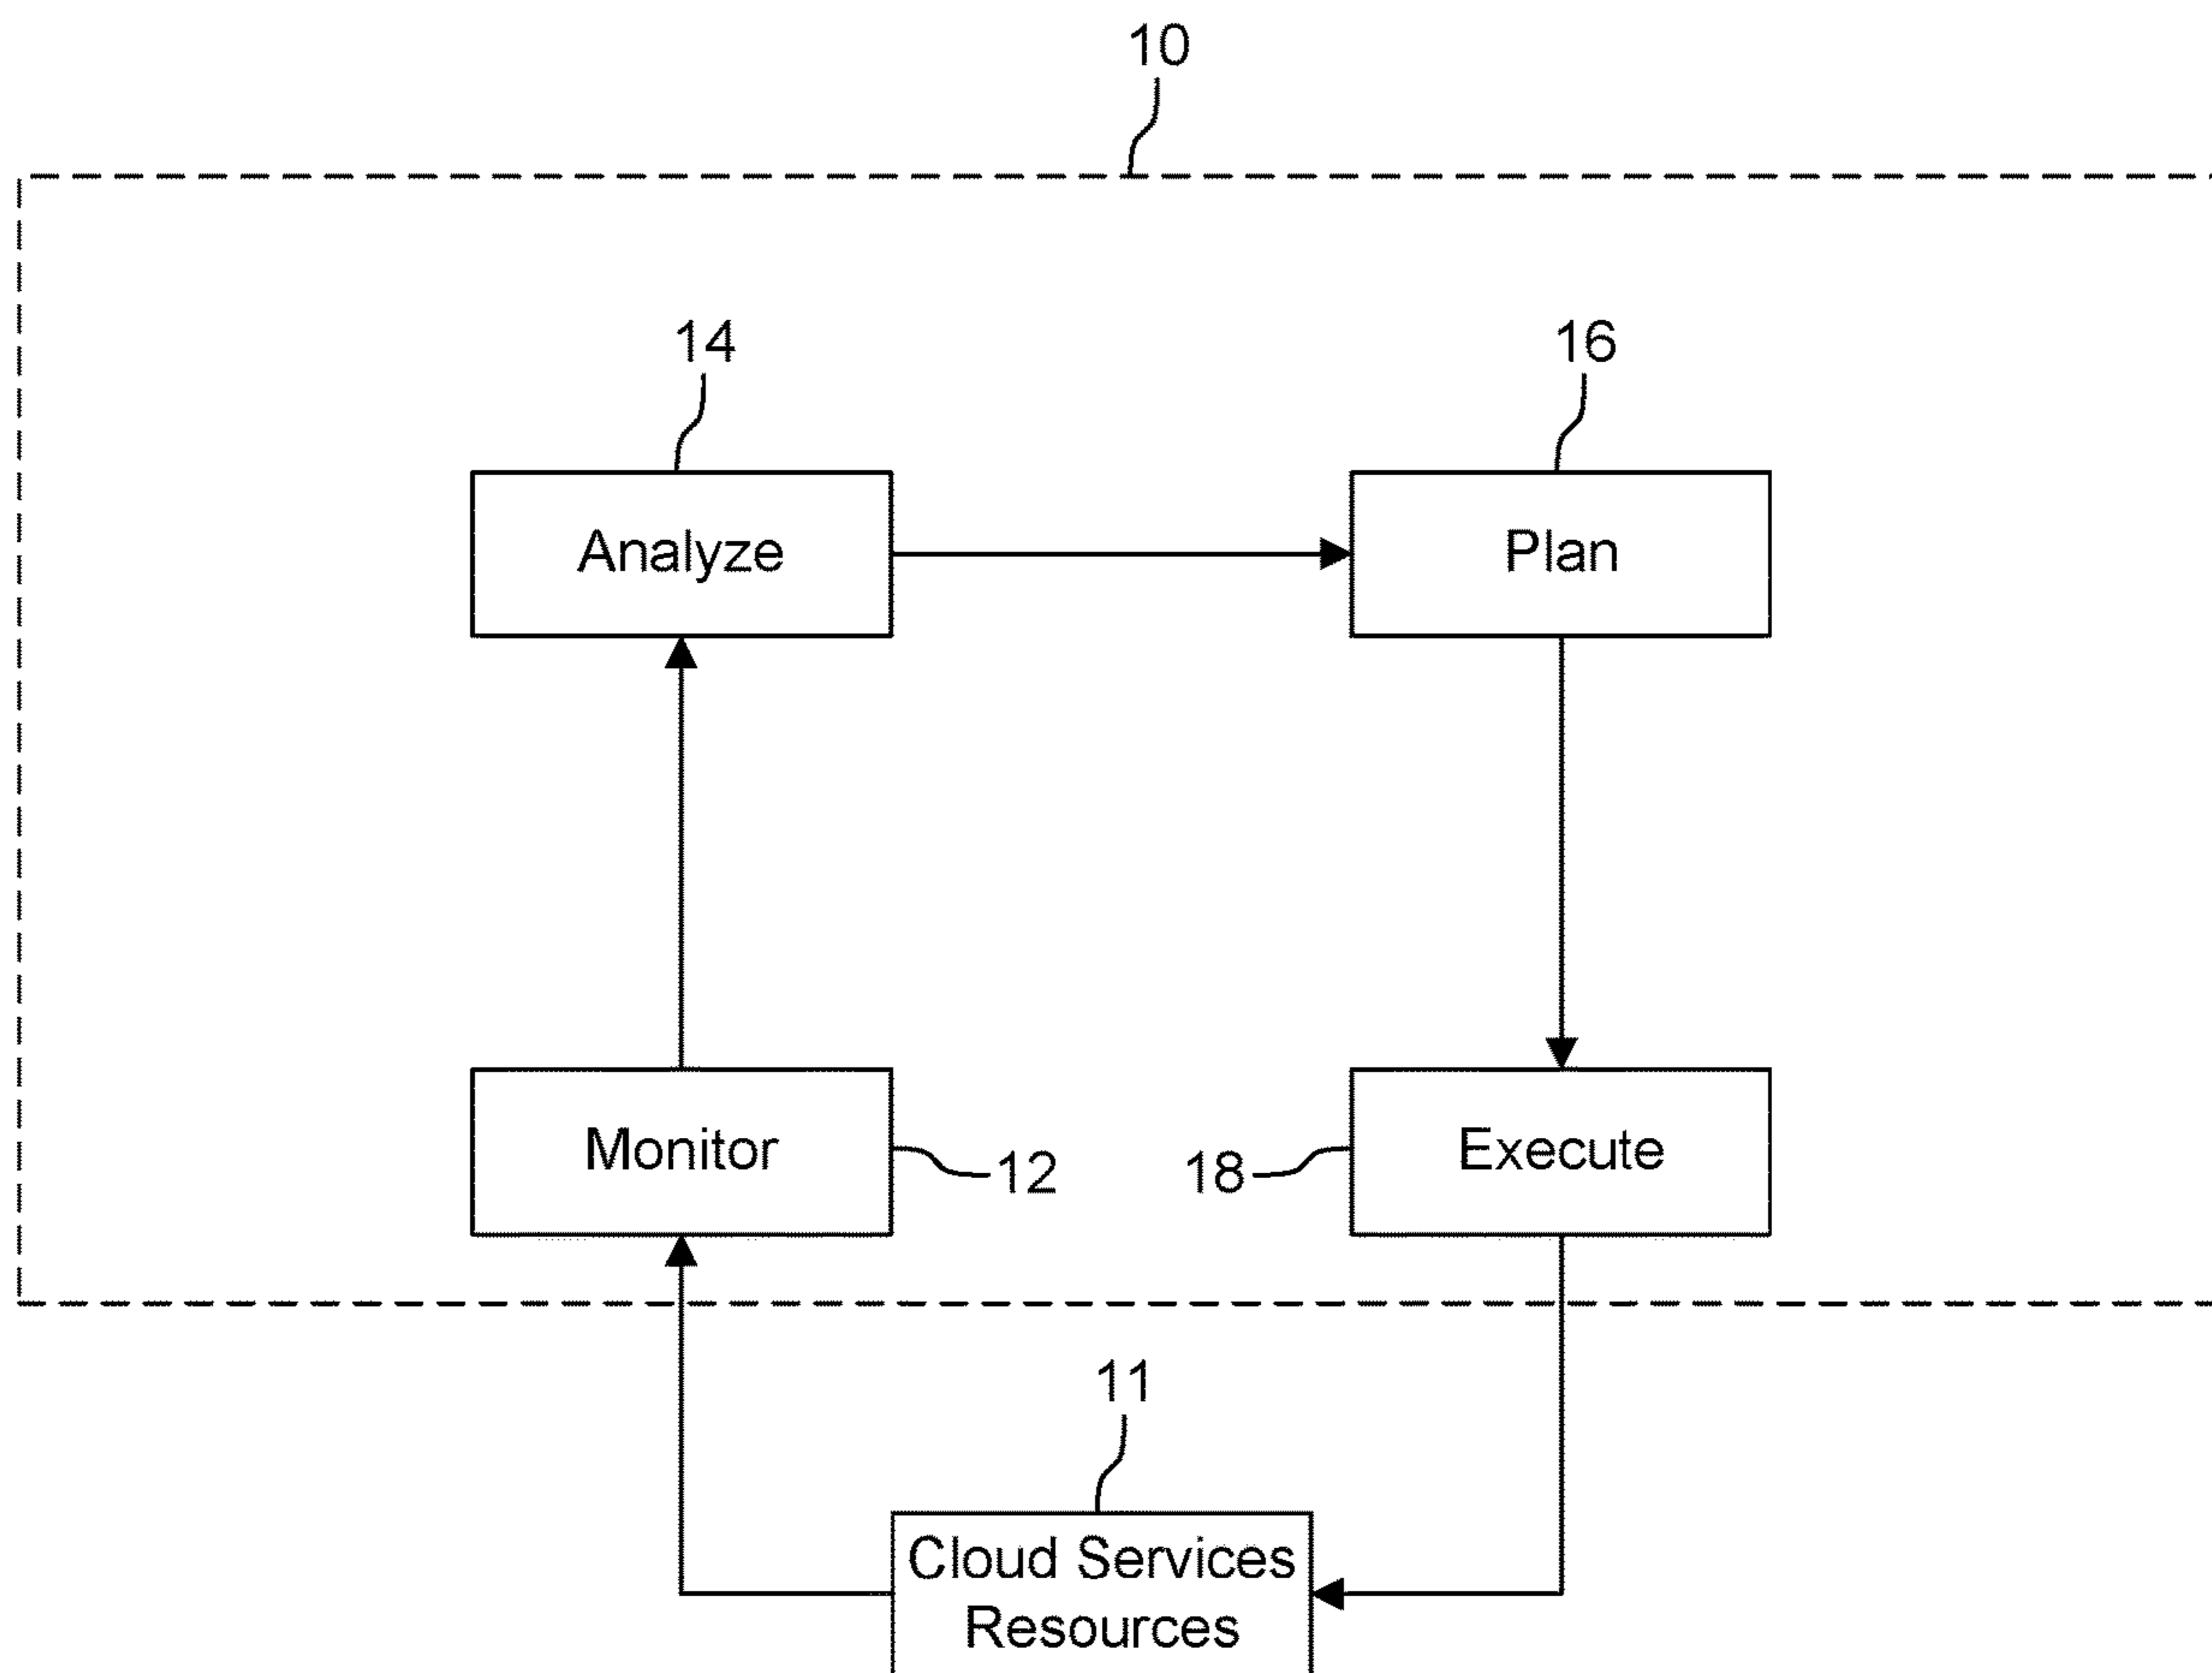 10
14
16
Analyze
Plan
Monitor
12
18
Execute
11
Cloud Services
Resources